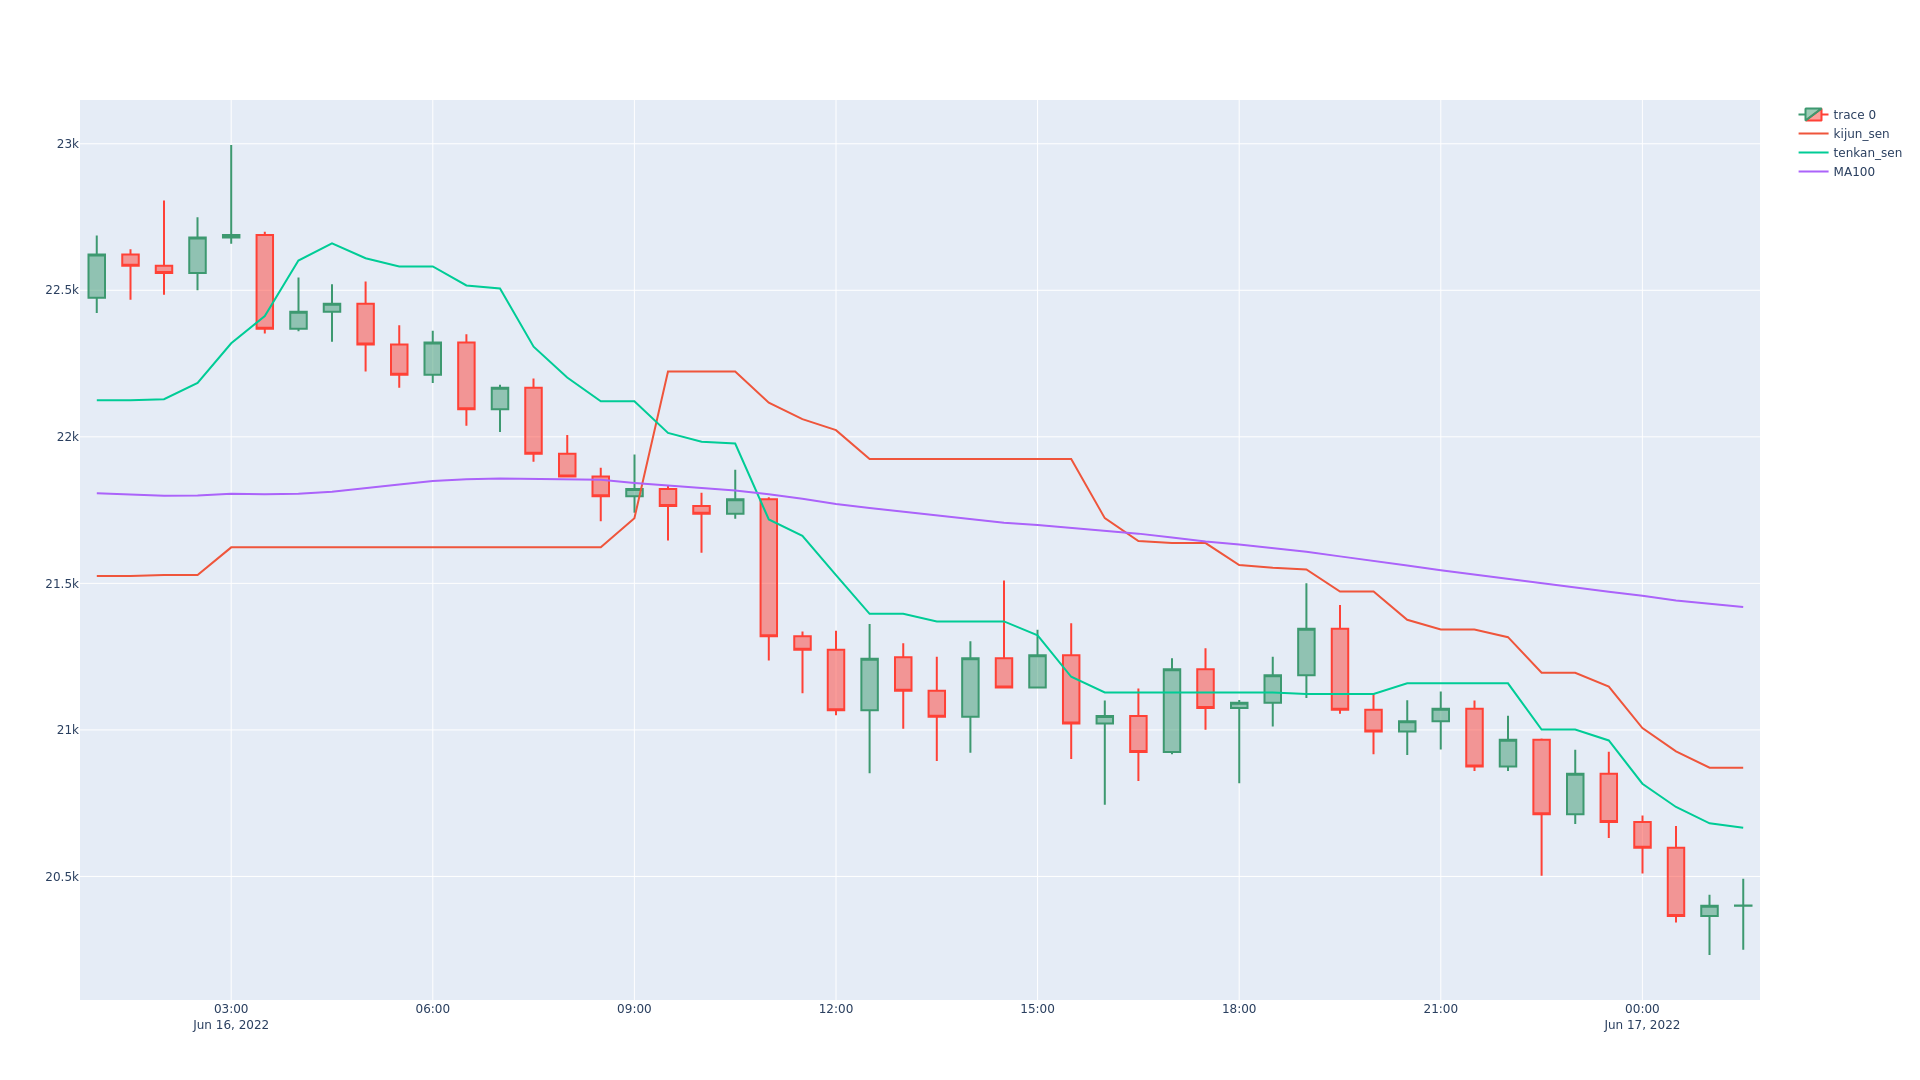 23k
22.5k
22k
21.5k
21k
20.5k
03:00
Jun 16, 2022
06:00
09:00
12:00
15:00
18:00
21:00
00:00
Jun 17, 2022
trace 0
kijun_sen
tenkan_sen
MA100